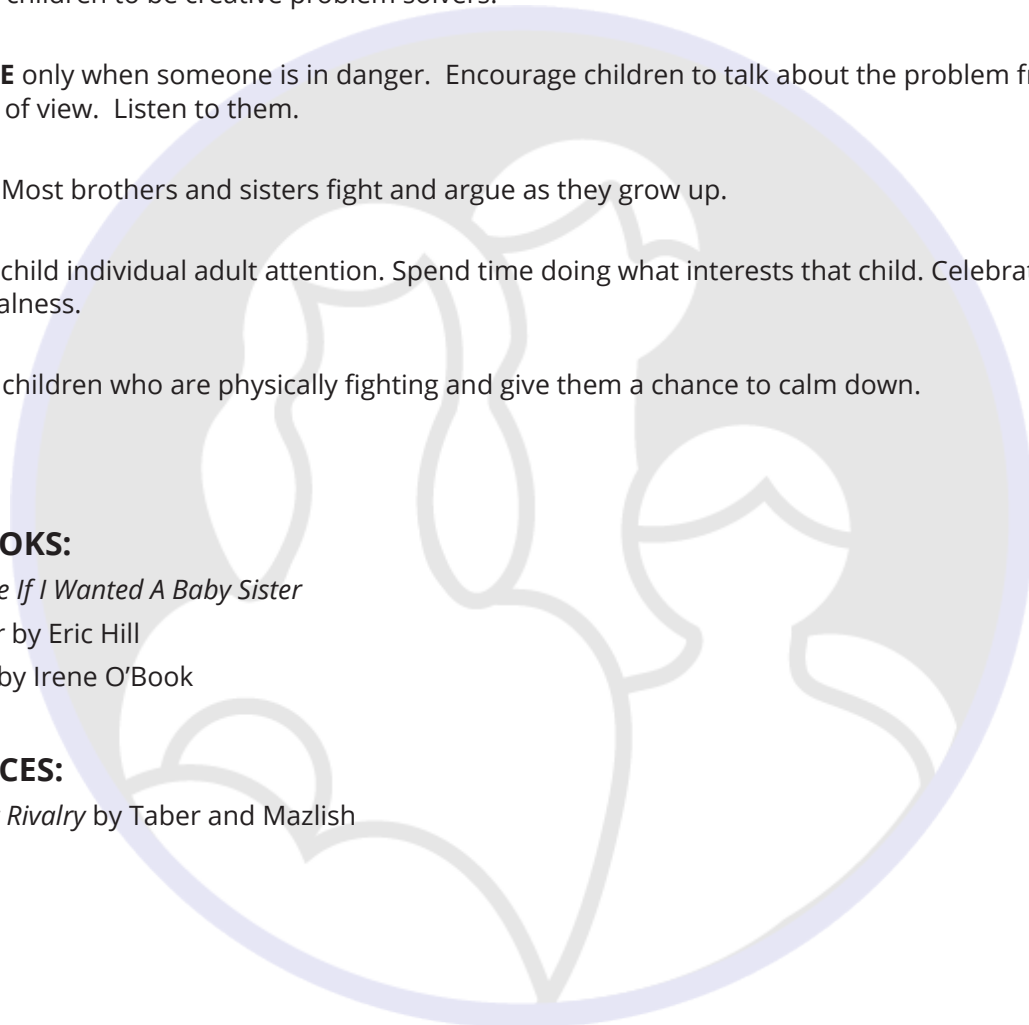 children to be creative problem solvers.
E only when someone is in danger. Encourage children to talk about the problem f
of view. Listen to them.
Most brothers and sisters fight and argue as they grow up.
child individual adult attention. Spend time doing what interests that child. Celebrat
alness.
children who are physically fighting and give them a chance to calm down.
OKS:
e If I Wanted A Baby Sister
r by Eric Hill
by Irene O’Book
CES:
Rivalry by Taber and Mazlish